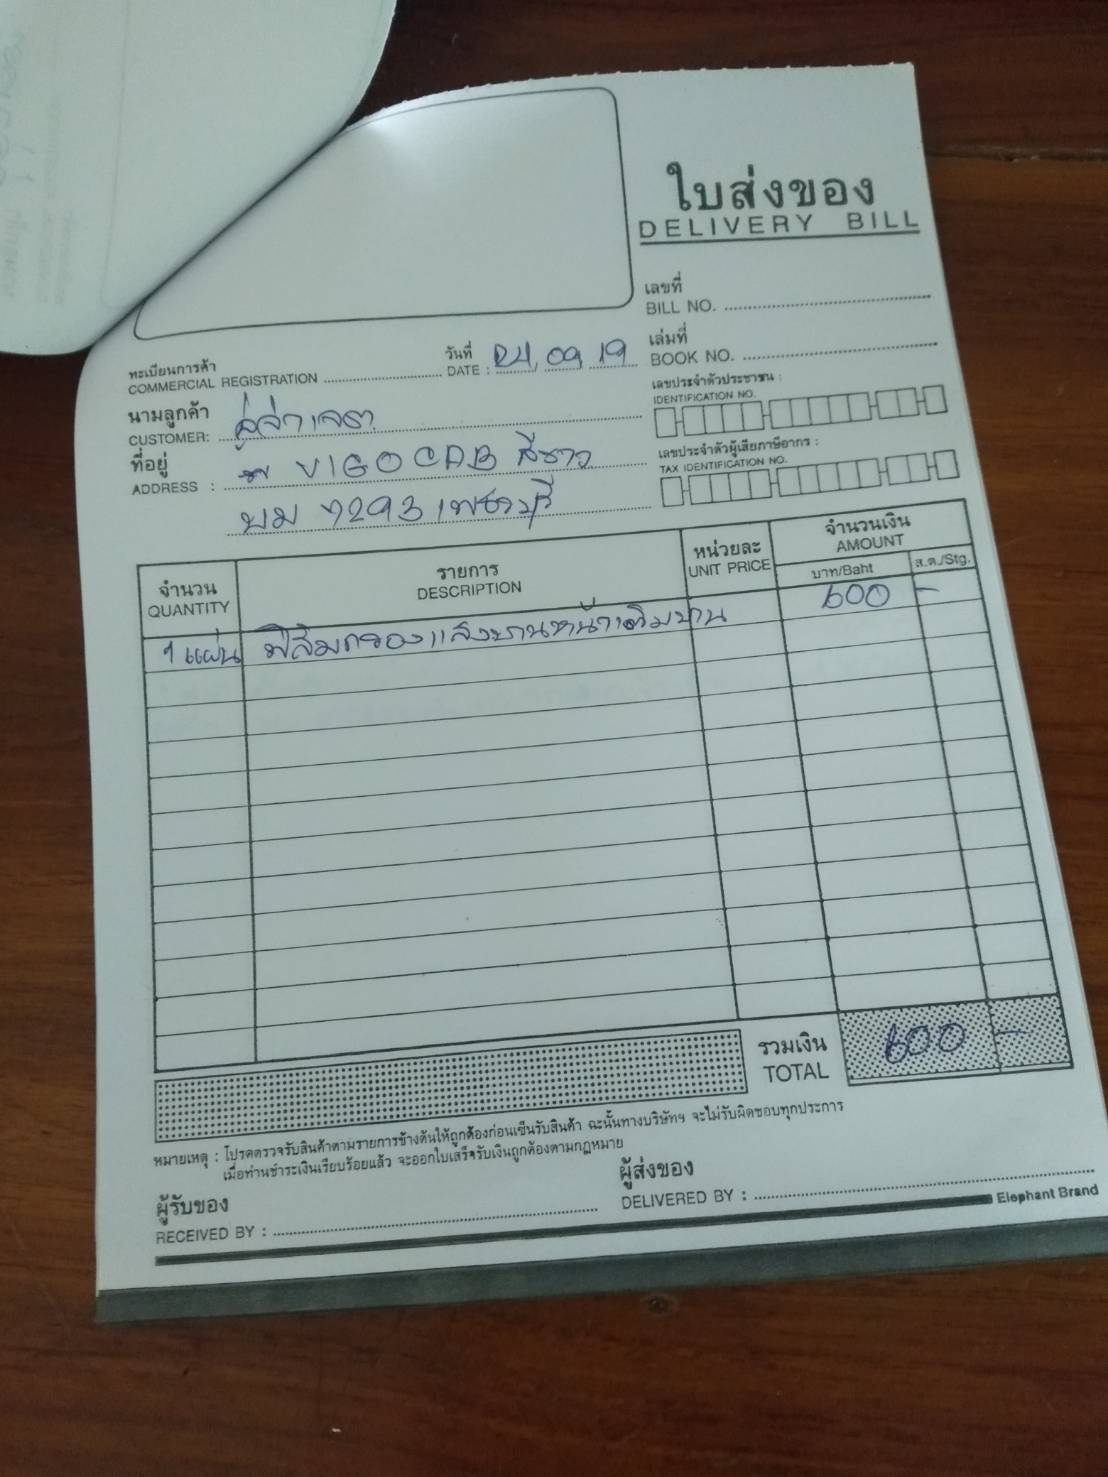 ใบส่งของ
DELIVERY BILL
เลขที่
BILL NO.
เล่มที่
BOOK NO.
ทะเบียนการค้า
COMMERCIAL REGISTRATION
วันที่
DATE : 24, 09, 19
เลขประจำตัวประชาชน :
IDENTIFICATION NO.
นามลูกค้า
CUSTOMER:
เลขประจำตัวผู้เสียภาษีอากร :
TAX IDENTIFICATION NO.
ที่อยู่
ADDRESS : VIGO CAB สีขาว
บม 7293 เพชรบุรี
จำนวน
QUANTITY
รายการ
DESCRIPTION
หน่วยละ
UNIT PRICE
จำนวนเงิน
AMOUNT
บาท/Baht
ส.ต./Stg.
1 แผ่น ฟิล์มกรองแสงบานหน้าเต็มบาน 600 –
รวมเงิน
TOTAL
600 –
หมายเหตุ : โปรดตรวจรับสินค้าตามรายการข้างต้นให้ถูกต้องก่อนเซ็นรับสินค้า ฉะนั้นทางบริษัทฯ จะไม่รับผิดชอบทุกประการ
เมื่อท่านชำระเงินเรียบร้อยแล้ว จะออกใบเสร็จรับเงินถูกต้องตามกฎหมาย
ผู้รับของ
RECEIVED BY :
ผู้ส่งของ
DELIVERED BY :
Elephant Brand